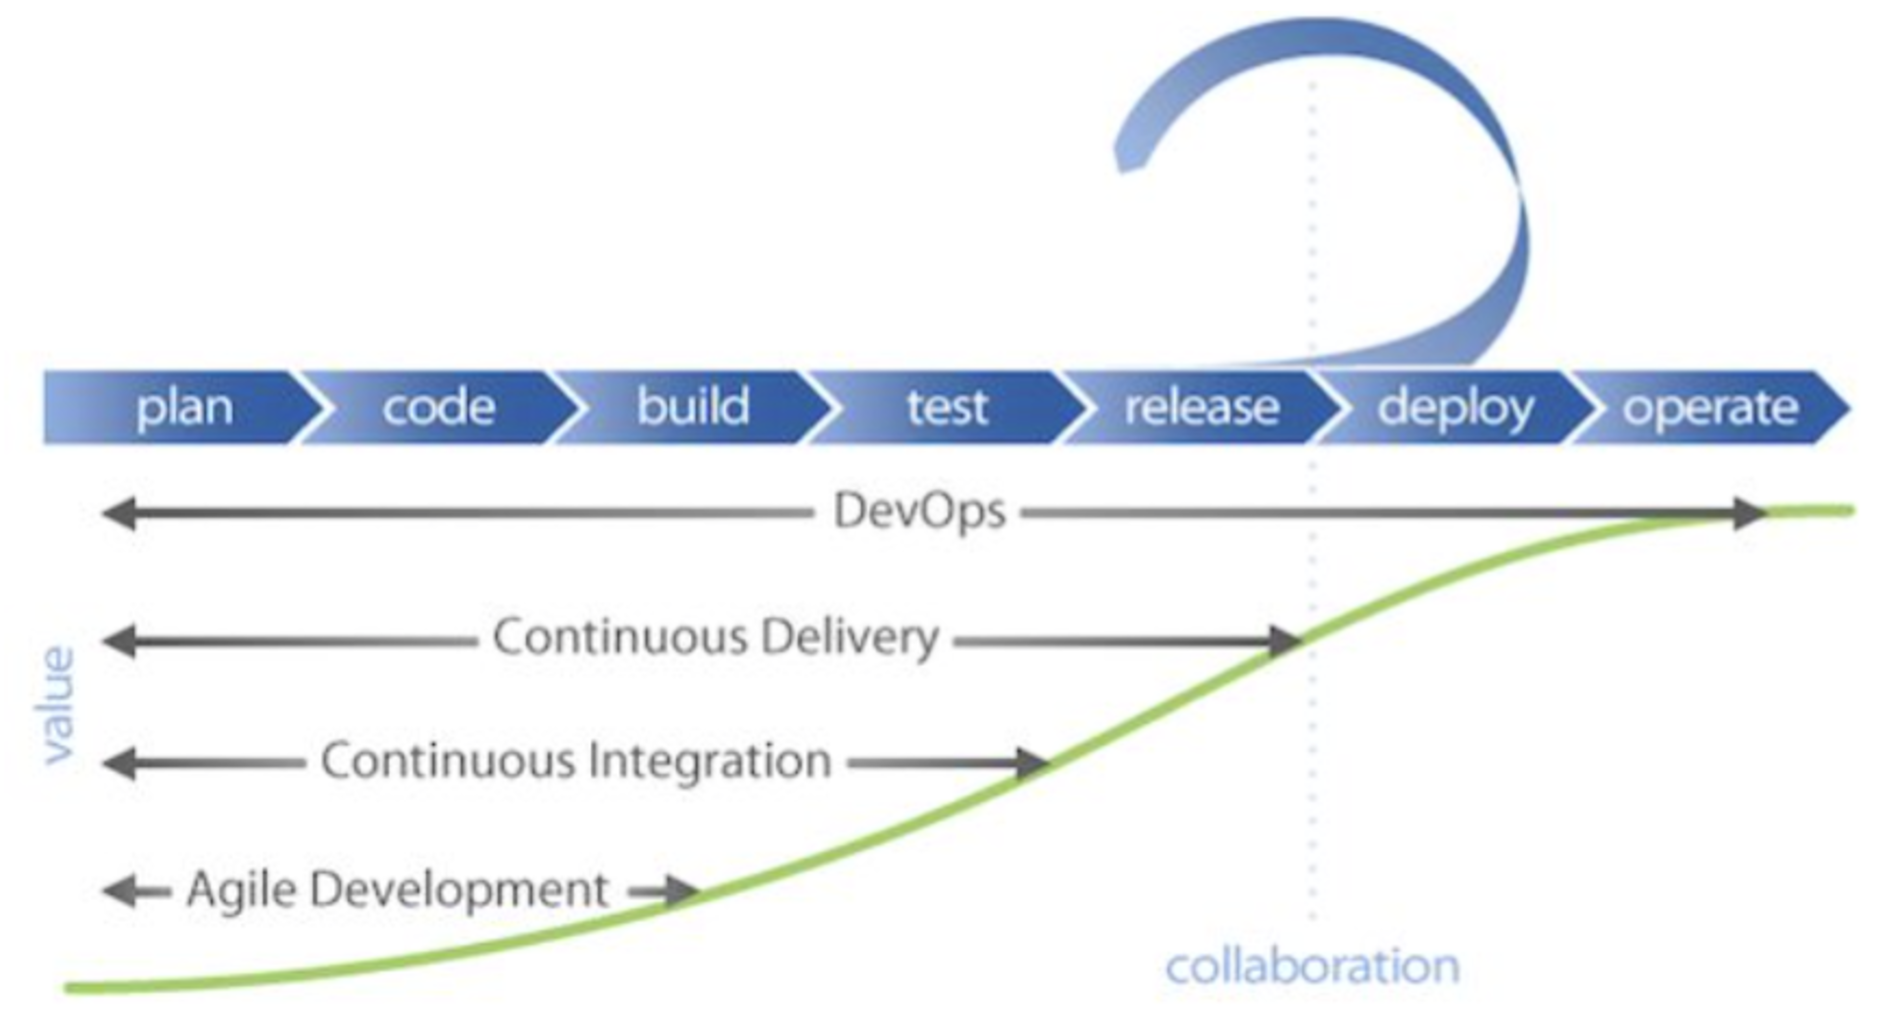 plan code build test release deploy operate
DevOps
Continuous Delivery
value
Continuous Integration
Agile Development
collaboration